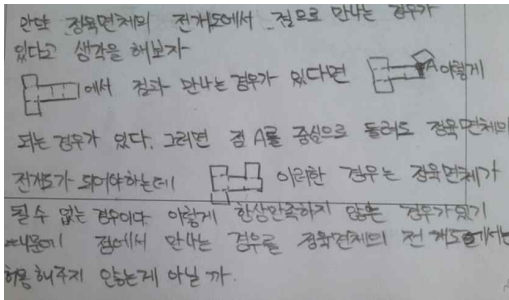 만약 정육면체의 전개도에서 점으로 만나는 경우가
있다고 생각을 해보자
에서 점과 만나는경우가 있다면 A 이렇게
되는 경우가 있다. 그러면 점 A를 중심으로 돌려도 정육면체의
전개도가 되어야하는데 이러한 경우는 정육면체가
될 수 없는 경우이다. 이렇게 항상만족하지 않은 경우가있기
때문에 점에서 만나는 경우를 정육면체의 전개도에서는
허용해주지 않는게 아닐까.